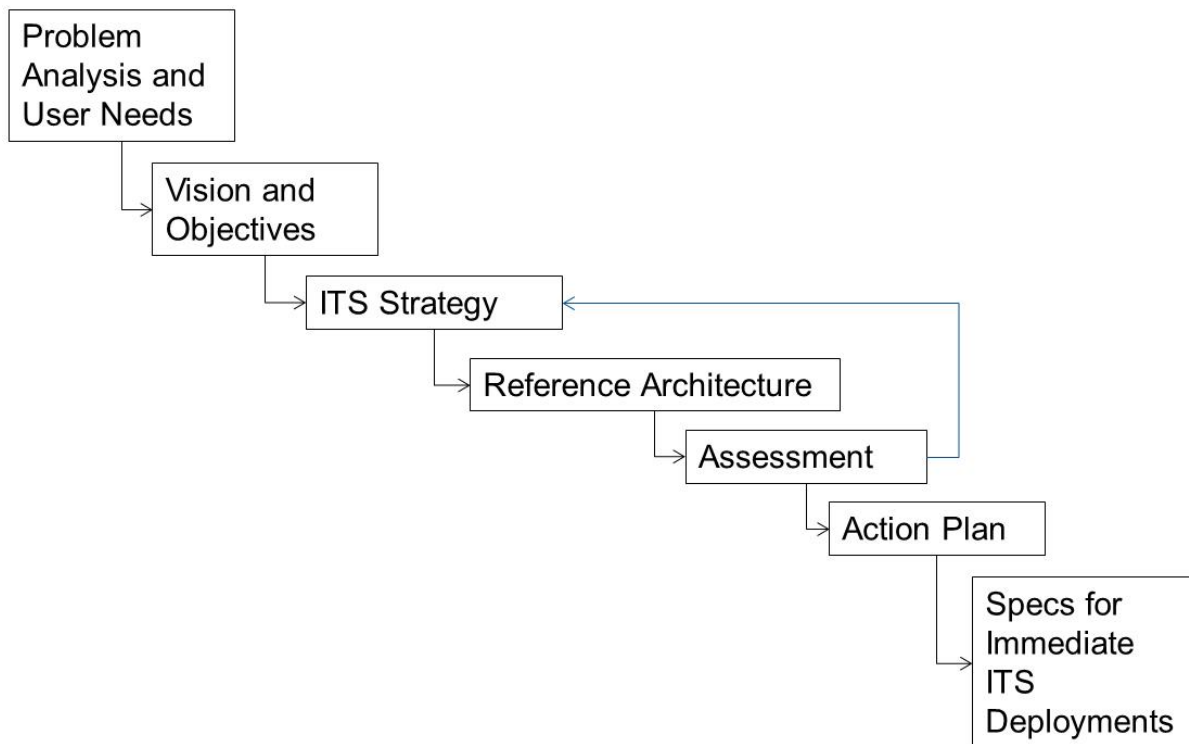 Problem
Analysis and
User Needs
Vision and
Objectives
ITS Strategy
Reference Architecture
Assessment
Action Plan
Specs for
Immediate
ITS
Deployments